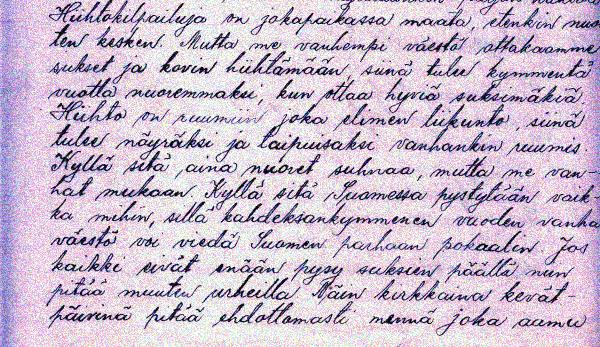 Hiihtokilpailuja on jokapaikassa maata, etenkin nuo-
ten kesken. Mutta me vanhempi väestö ottakaamme
sukset ja kovin hiihtämään, siinä tulee kymmentä
vuotta nuoremmaksi, kun ottaa hyviä suksimäkiä.
Hiihto on ruumiin joka elimen liikunto, siinä
tulee näyräksi ja taipuisaksi vanhankin ruumis.
Kyllä sitä aina nuoret suhnaa, mutta me van-
hat mukaan. Kyllä sitä Suomessa pystytään vaik-
ka mihin, sillä kahdeksankymmenen vuoden vanha
väestö voi viedä Suomen parhaan pokaalin. Jos
kaikki eivät enään pysy suksien päällä niin
pitää muuten urheilla. Näin kirkkaina kevät-
päivinä pitää ehdottomasti mennä joka aamu